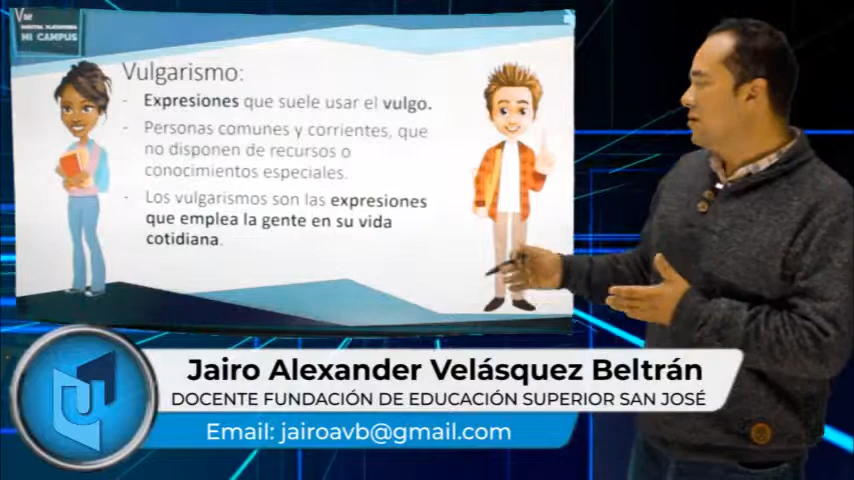 MI CAMPUS
Vulgarismo:
- Expresiones que suele usar el vulgo.
- Personas comunes y corrientes, que
no disponen de recursos o
conocimientos especiales.
- Los vulgarismos son las expresiones
que emplea la gente en su vida
cotidiana.
Jairo Alexander Velásquez Beltrán
DOCENTE FUNDACIÓN DE EDUCACIÓN SUPERIOR SAN JOSÉ
Email: jairoavb@gmail.com